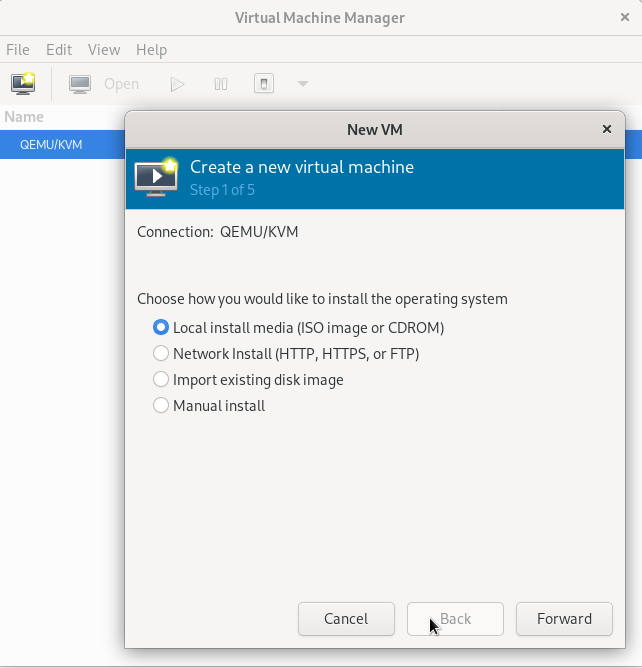 Virtual Machine Manager
File Edit View Help
Open
Name
QEMU/KVM
New VM
Create a new virtual machine
Step 1 of 5
Connection: QEMU/KVM
Choose how you would like to install the operating system
Local install media (ISO image or CDROM)
Network Install (HTTP, HTTPS, or FTP)
Import existing disk image
Manual install
Cancel Back Forward